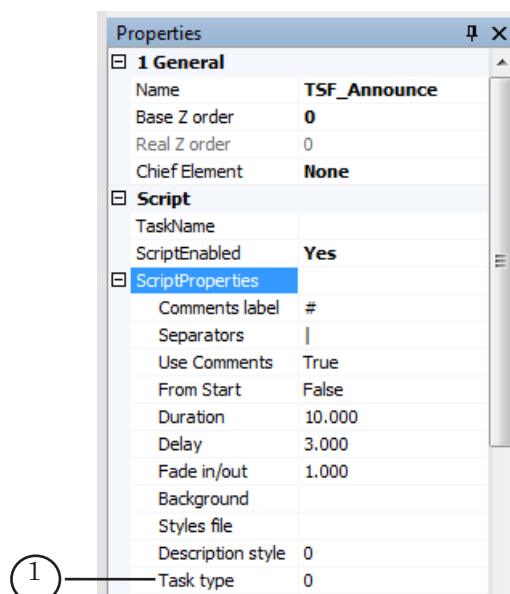 Properties
1 General
Name TSF_Announce
Base Z order 0
Real Z order 0
Chief Element None
Script
TaskName
ScriptEnabled Yes
ScriptProperties
Comments label #
Separators |
Use Comments True
From Start False
Duration 10.000
Delay 3.000
Fade in/out 1.000
Background
Styles file
Description style 0
1 Task type 0